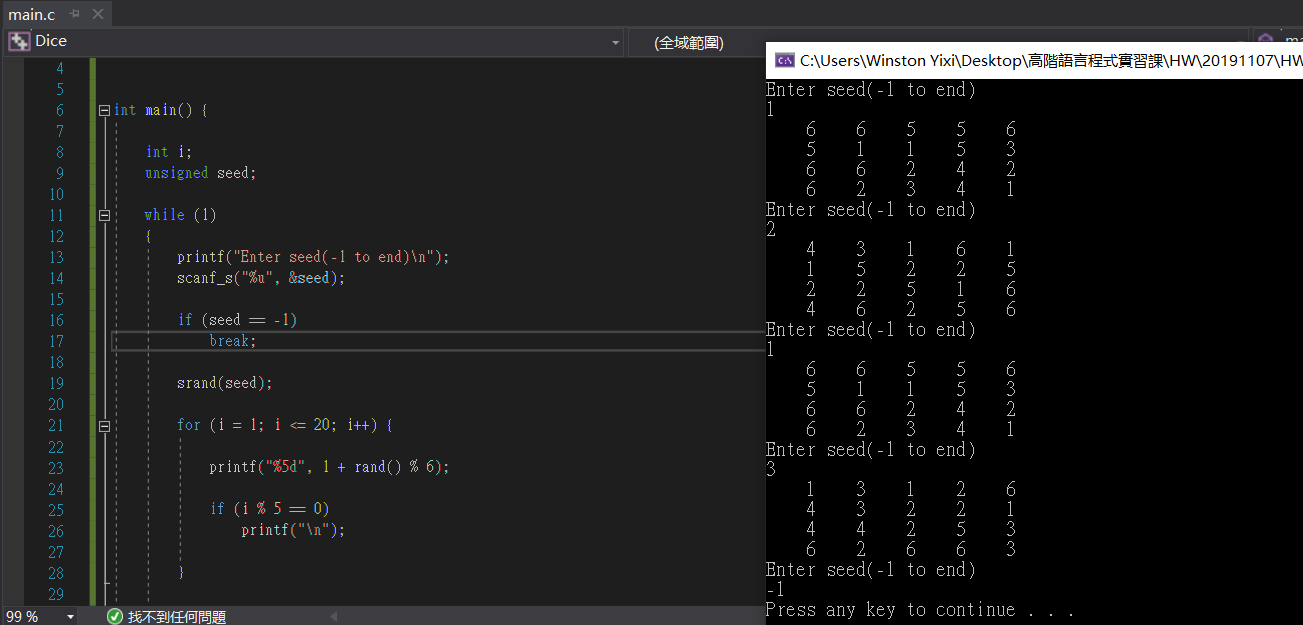 main.c
Dice
(全域範圍)
4
5
6 int main() {
7
8 int i;
9 unsigned seed;
10
11 while (1)
12 {
13 printf("Enter seed(-1 to end)\n");
14 scanf_s("%u", &seed);
15
16 if (seed == -1)
17 break;
18
19 srand(seed);
20
21 for (i = 1; i <= 20; i++) {
22
23 printf("%5d", 1 + rand() % 6);
24
25 if (i % 5 == 0)
26 printf("\n");
27
28 }
29
99 %
找不到任何問題
C:\Users\Winston Yixi\Desktop\高階語言程式實習課\HW\20191107\HW
Enter seed(-1 to end)
1
6 6 5 5 6
5 1 1 5 3
6 6 2 4 2
6 2 3 4 1
Enter seed(-1 to end)
2
4 3 1 6 1
1 5 2 2 5
2 2 5 1 6
4 6 2 5 6
Enter seed(-1 to end)
1
6 6 5 5 6
5 1 1 5 3
6 6 2 4 2
6 2 3 4 1
Enter seed(-1 to end)
3
1 3 1 2 6
4 3 2 2 1
4 4 2 5 3
6 2 6 6 3
Enter seed(-1 to end)
-1
Press any key to continue . . .